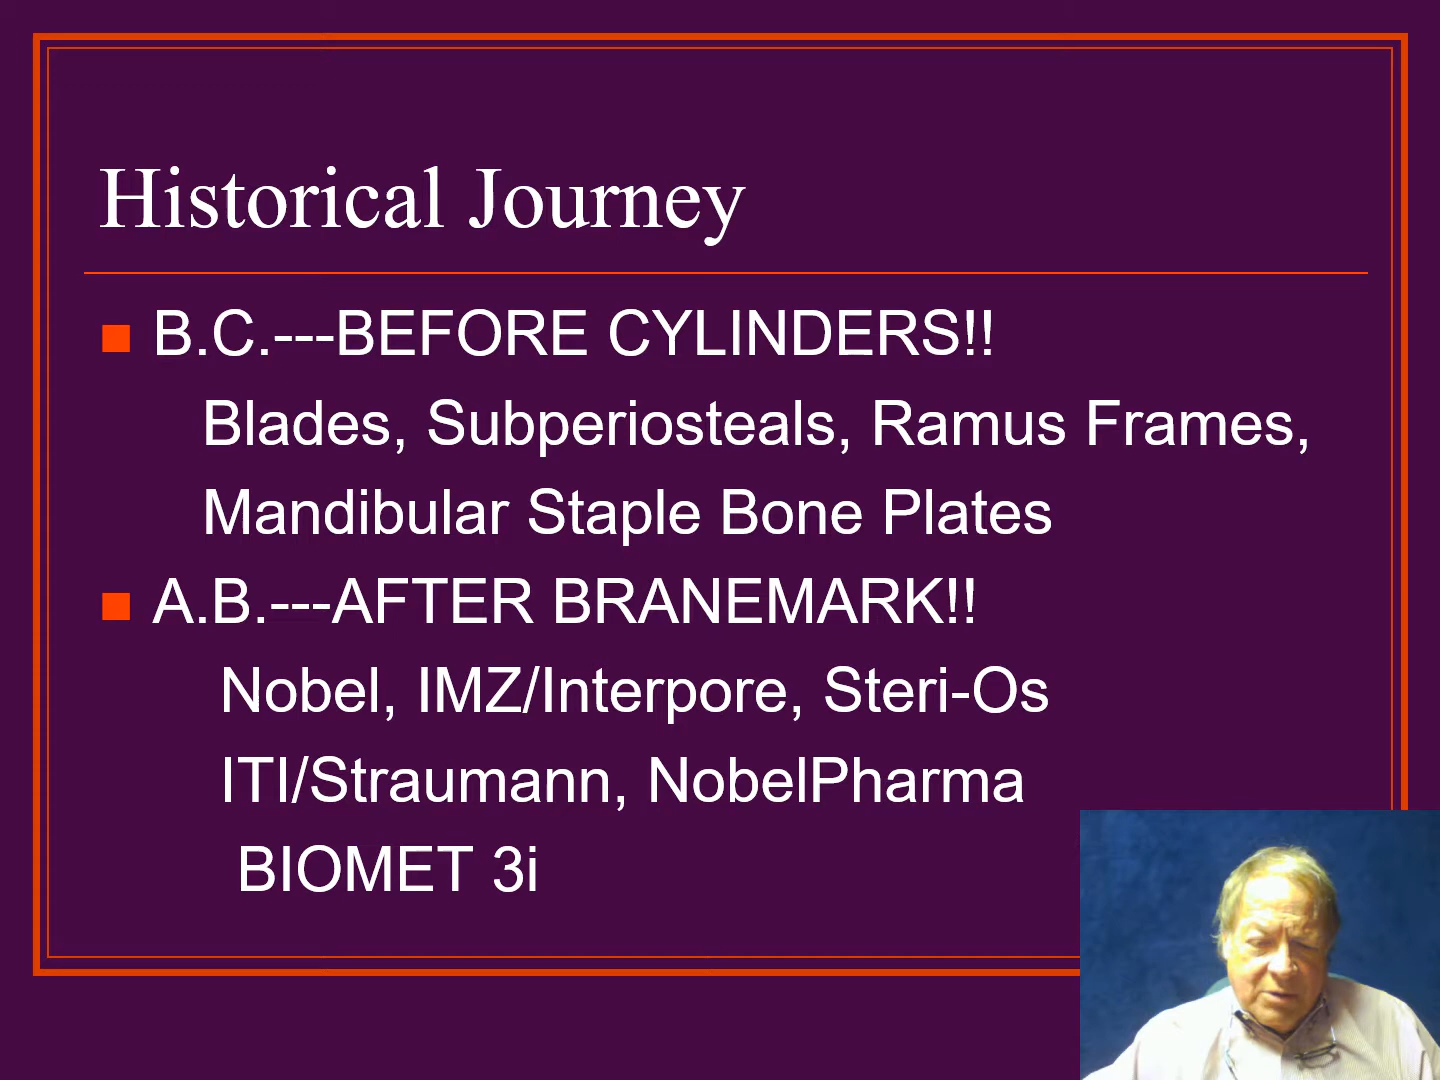 Historical Journey
B.C.---BEFORE CYLINDERS!!
Blades, Subperiosteals, Ramus Frames,
Mandibular Staple Bone Plates
A.B.---AFTER BRANEMARK!!
Nobel, IMZ/Interpore, Steri-Os
ITI/Straumann, NobelPharma
BIOMET 3i